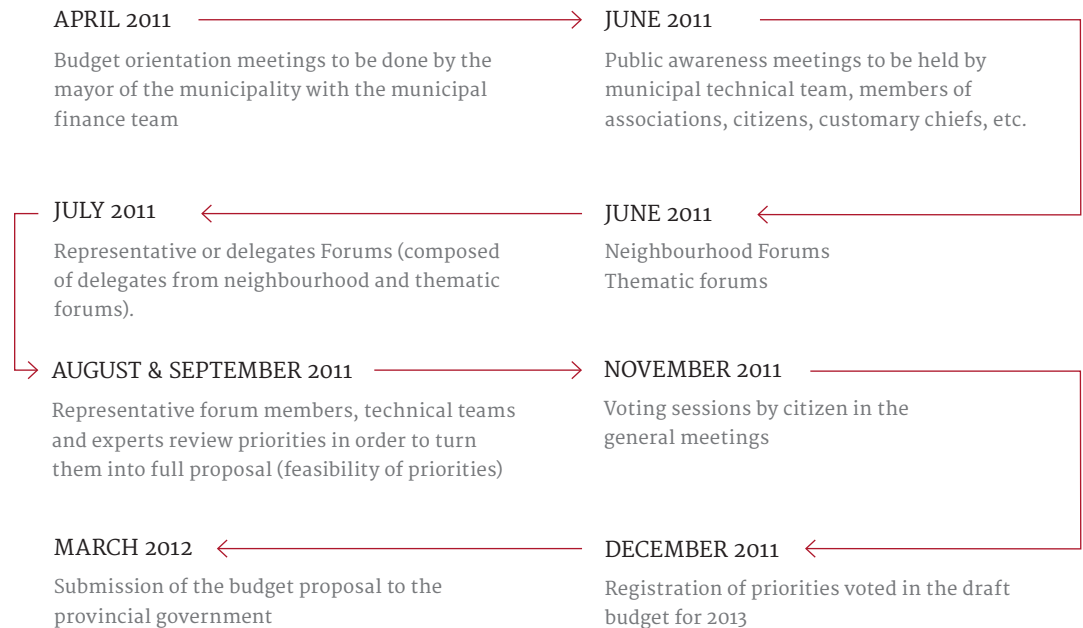 APRIL 2011
Budget orientation meetings to be done by the
mayor of the municipality with the municipal
finance team
JUNE 2011
Public awareness meetings to be held by
municipal technical team, members of
associations, citizens, customary chiefs, etc.
JUNE 2011
Neighbourhood Forums
Thematic forums
JULY 2011
Representative or delegates Forums (composed
of delegates from neighbourhood and thematic
forums).
AUGUST & SEPTEMBER 2011
Representative forum members, technical teams
and experts review priorities in order to turn
them into full proposal (feasibility of priorities)
NOVEMBER 2011
Voting sessions by citizen in the
general meetings
DECEMBER 2011
Registration of priorities voted in the draft
budget for 2013
MARCH 2012
Submission of the budget proposal to the
provincial government